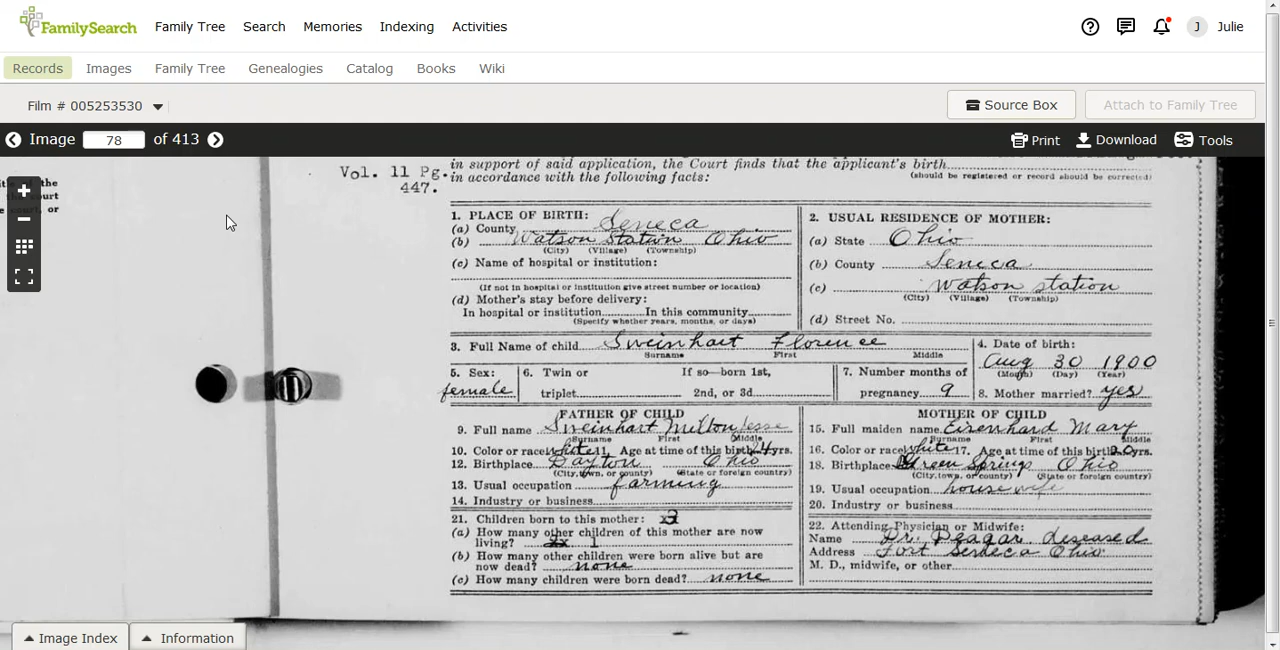 FamilySearch Family Tree Search Memories Indexing Activities J Julie
Records Images Family Tree Genealogies Catalog Books Wiki
Film # 005253530 Source Box Attach to Family Tree
Image 78 of 413 Print Download Tools
in support of said application, the Court finds that the applicant's birth
Vol. 11 Pg. in accordance with the following facts: (should be registered or record should be corrected)
447.
the
court
or
1. PLACE OF BIRTH:
(a) County Seneca
(b) Watson Station Ohio
(City) (Village) (Township)
(c) Name of hospital or institution:
(If not in hospital or institution give street number or location)
(d) Mother's stay before delivery:
In hospital or institution In this community
(Specify whether years, months, or days)
2. USUAL RESIDENCE OF MOTHER:
(a) State Ohio
(b) County Seneca
(c) Watson station
(City) (Village) (Township)
(d) Street No.
3. Full Name of child Sweinhart Florence
Surname First Middle
4. Date of birth:
Aug 30 1900
(Month) (Day) (Year)
5. Sex:
female
6. Twin or If so—born 1st,
triplet 2nd, or 3d
7. Number months of
pregnancy 9
8. Mother married? yes
FATHER OF CHILD
9. Full name Sweinhart Milton Jesse
Surname First Middle
10. Color or race white 11. Age at time of this birth 24 yrs.
12. Birthplace Dayton Ohio
(City, town, or county) (State or foreign country)
13. Usual occupation farming
14. Industry or business
MOTHER OF CHILD
15. Full maiden name Eisenhard Mary
Surname First Middle
16. Color or race white 17. Age at time of this birth 20 yrs.
18. Birthplace Green Springs Ohio
(City, town, or county) (State or foreign country)
19. Usual occupation housewife
20. Industry or business
21. Children born to this mother:
(a) How many other children of this mother are now
living? 1
(b) How many other children were born alive but are
now dead? none
(c) How many children were born dead? none
22. Attending Physician or Midwife:
Name Dr. Peagar deseased
Address Fort Seneca Ohio
M. D., midwife, or other
Image Index Information